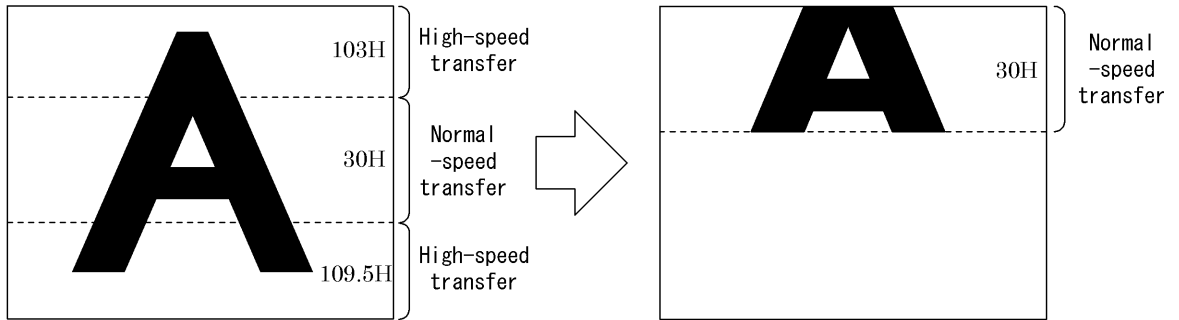 103H
High-speed
transfer
30H
Normal
-speed
transfer
109.5H
High-speed
transfer
A
30H
Normal
-speed
transfer